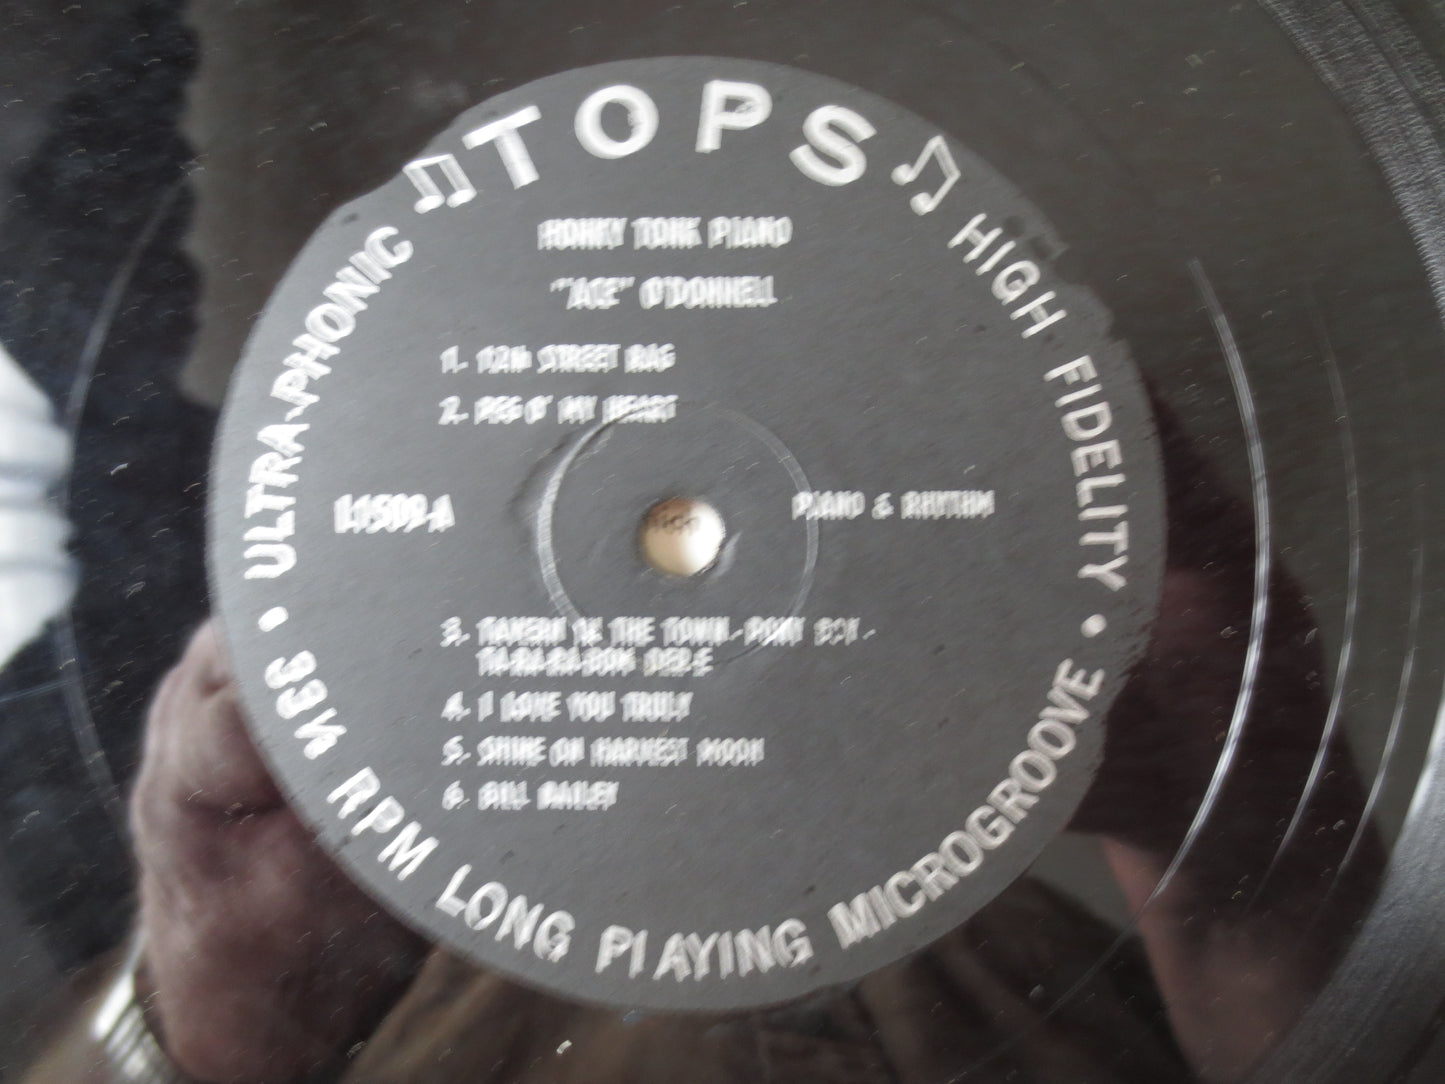 TOPS
HONKY TONK PIANO
"ACE" O'DONNELL
1. 12th STREET RAG
2. PEG O' MY HEART
L1509-A
PIANO & RHYTHM
3. TAVERN IN THE TOWN - PONY BOY -
TA-RA-RA-BOM DER-E
4. I LOVE YOU TRULY
5. SHINE ON HARVEST MOON
6. BILL BAILEY
ULTRA-PHONIC
HIGH FIDELITY
• 33⅓ RPM LONG PLAYING MICROGROOVE •